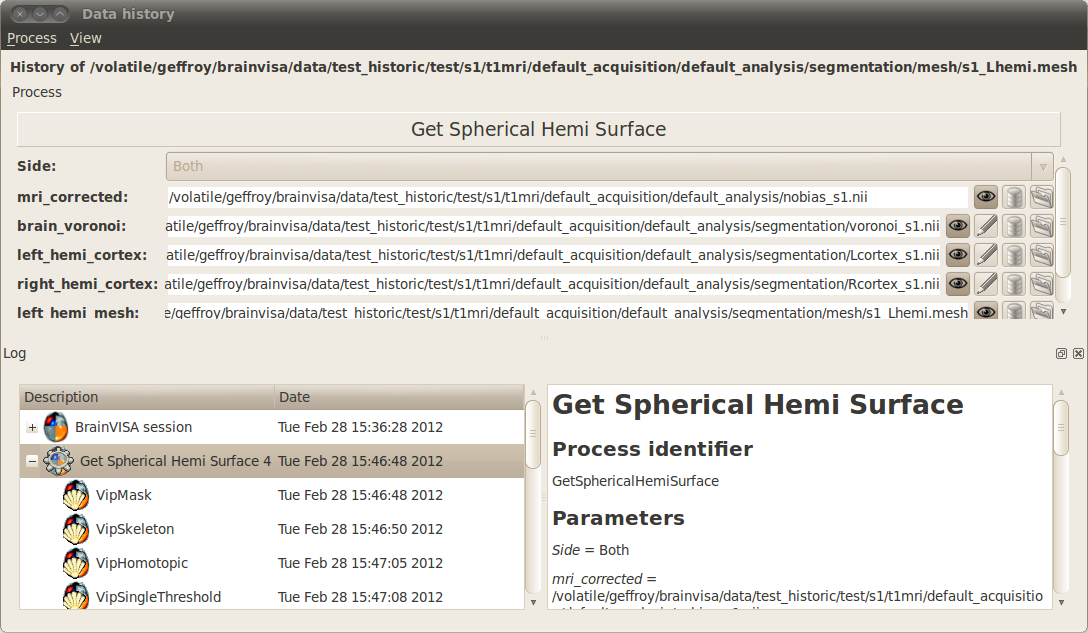 Data history
Process View
History of /volatile/geffroy/brainvisa/data/test_historic/test/s1/t1mri/default_acquisition/default_analysis/segmentation/mesh/s1_Lhemi.mesh
Process
Get Spherical Hemi Surface
Side: Both
mri_corrected: /volatile/geffroy/brainvisa/data/test_historic/test/s1/t1mri/default_acquisition/default_analysis/nobias_s1.nii
brain_voronoi: atile/geffroy/brainvisa/data/test_historic/test/s1/t1mri/default_acquisition/default_analysis/segmentation/voronoi_s1.nii
left_hemi_cortex: atile/geffroy/brainvisa/data/test_historic/test/s1/t1mri/default_acquisition/default_analysis/segmentation/Lcortex_s1.nii
right_hemi_cortex: atile/geffroy/brainvisa/data/test_historic/test/s1/t1mri/default_acquisition/default_analysis/segmentation/Rcortex_s1.nii
left_hemi_mesh: e/geffroy/brainvisa/data/test_historic/test/s1/t1mri/default_acquisition/default_analysis/segmentation/mesh/s1_Lhemi.mesh
Log
Description Date
BrainVISA session Tue Feb 28 15:36:28 2012
Get Spherical Hemi Surface 4 Tue Feb 28 15:46:48 2012
VipMask Tue Feb 28 15:46:48 2012
VipSkeleton Tue Feb 28 15:46:50 2012
VipHomotopic Tue Feb 28 15:47:05 2012
VipSingleThreshold Tue Feb 28 15:47:08 2012
Get Spherical Hemi Surface
Process identifier
GetSphericalHemiSurface
Parameters
Side = Both
mri_corrected =
/volatile/geffroy/brainvisa/data/test_historic/test/s1/t1mri/default_acquisitio